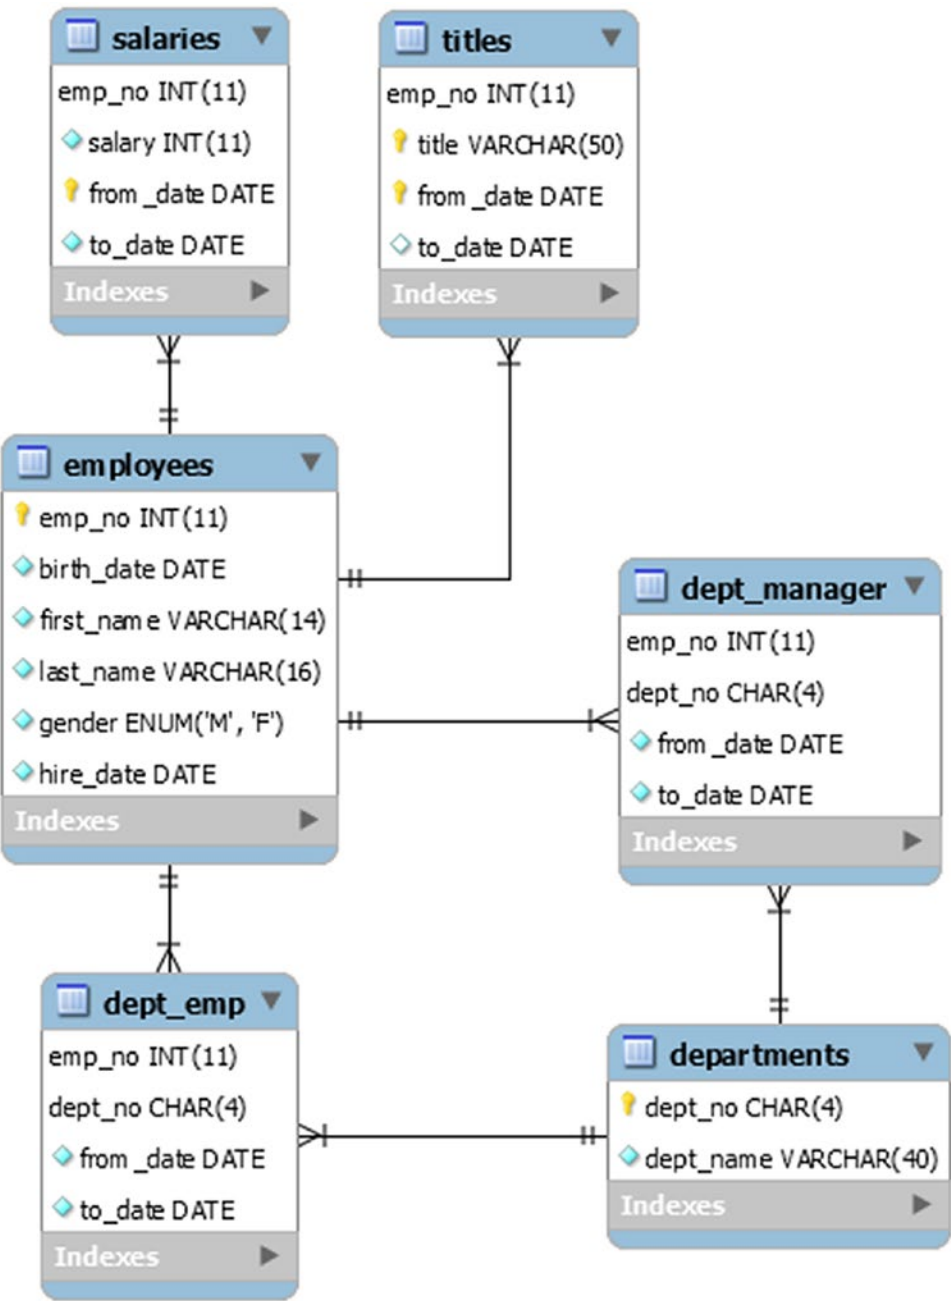 salaries
emp_no INT(11)
salary INT(11)
from_date DATE
to_date DATE
Indexes
titles
emp_no INT(11)
title VARCHAR(50)
from_date DATE
to_date DATE
Indexes
employees
emp_no INT(11)
birth_date DATE
first_name VARCHAR(14)
last_name VARCHAR(16)
gender ENUM('M', 'F')
hire_date DATE
Indexes
dept_manager
emp_no INT(11)
dept_no CHAR(4)
from_date DATE
to_date DATE
Indexes
dept_emp
emp_no INT(11)
dept_no CHAR(4)
from_date DATE
to_date DATE
Indexes
departments
dept_no CHAR(4)
dept_name VARCHAR(40)
Indexes